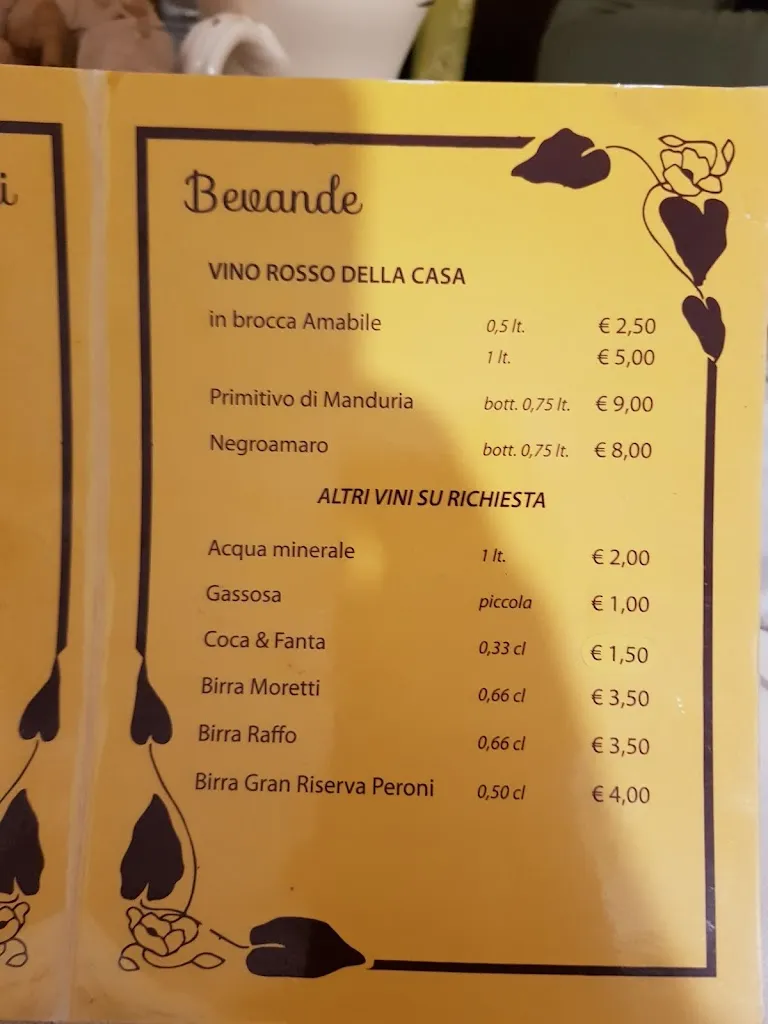 i
Bevande
VINO ROSSO DELLA CASA
in brocca Amabile 0,5 lt. € 2,50
1 lt. € 5,00
Primitivo di Manduria bott. 0,75 lt. € 9,00
Negroamaro bott. 0,75 lt. € 8,00
ALTRI VINI SU RICHIESTA
Acqua minerale 1 lt. € 2,00
Gassosa piccola € 1,00
Coca & Fanta 0,33 cl € 1,50
Birra Moretti 0,66 cl € 3,50
Birra Raffo 0,66 cl € 3,50
Birra Gran Riserva Peroni 0,50 cl € 4,00